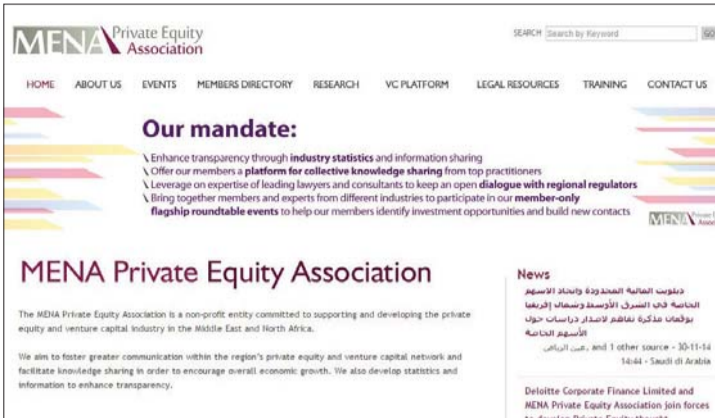 MENA Private Equity
Association
SEARCH Search by Keyword GO
HOME ABOUT US EVENTS MEMBERS DIRECTORY RESEARCH VC PLATFORM LEGAL RESOURCES TRAINING CONTACT US
Our mandate:
\ Enhance transparency through industry statistics and information sharing
\ Offer our members a platform for collective knowledge sharing from top practitioners
\ Leverage on expertise of leading lawyers and consultants to keep an open dialogue with regional regulators
\ Bring together members and experts from different industries to participate in our member-only
flagship roundtable events to help our members identify investment opportunities and build new contacts
MENA
MENA Private Equity Association
The MENA Private Equity Association is a non-profit entity committed to supporting and developing the private
equity and venture capital industry in the Middle East and North Africa.
We aim to foster greater communication within the region's private equity and venture capital network and
facilitate knowledge sharing in order to encourage overall economic growth. We also develop statistics and
information to enhance transparency.
News
ديلويت المالية المحدودة واتحاد الاسهم
الخاصة في الشرق الأوسط وشمال إفريقيا
يوقعان مذكرة تفاهم لاصدار دراسات حول
الأسهم الخاصة
عين الرياض, and 1 other source - 30-11-14
14:44 - Saudi di Arabia
Deloitte Corporate Finance Limited and
MENA Private Equity Association join forces
to develop Private Equity thought